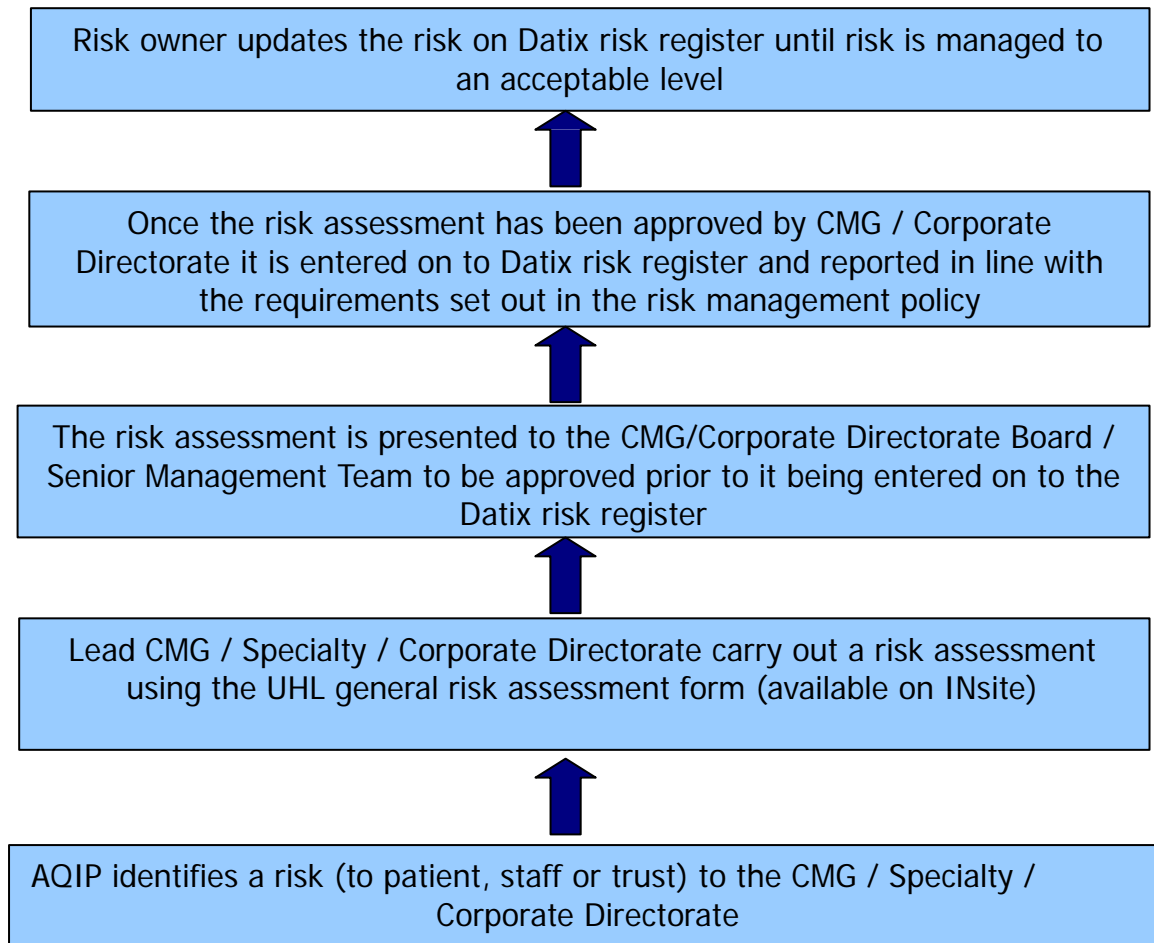 Risk owner updates the risk on Datix risk register until risk is managed to
an acceptable level
Once the risk assessment has been approved by CMG / Corporate
Directorate it is entered on to Datix risk register and reported in line with
the requirements set out in the risk management policy
The risk assessment is presented to the CMG/Corporate Directorate Board /
Senior Management Team to be approved prior to it being entered on to the
Datix risk register
Lead CMG / Specialty / Corporate Directorate carry out a risk assessment
using the UHL general risk assessment form (available on INsite)
AQIP identifies a risk (to patient, staff or trust) to the CMG / Specialty /
Corporate Directorate